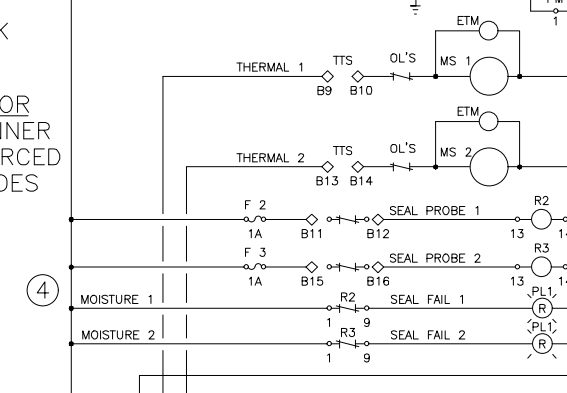 K
OR
NNER
RCED
DES
4
1
ETM
THERMAL 1
TTS
OL'S
MS 1
B9
B10
ETM
THERMAL 2
TTS
OL'S
MS 2
B13
B14
F 2
1A
B11
B12
SEAL PROBE 1
R2
13
14
F 3
1A
B15
B16
SEAL PROBE 2
R3
13
14
MOISTURE 1
R2
1
9
SEAL FAIL 1
PL1
R
MOISTURE 2
R3
1
9
SEAL FAIL 2
PL1
R